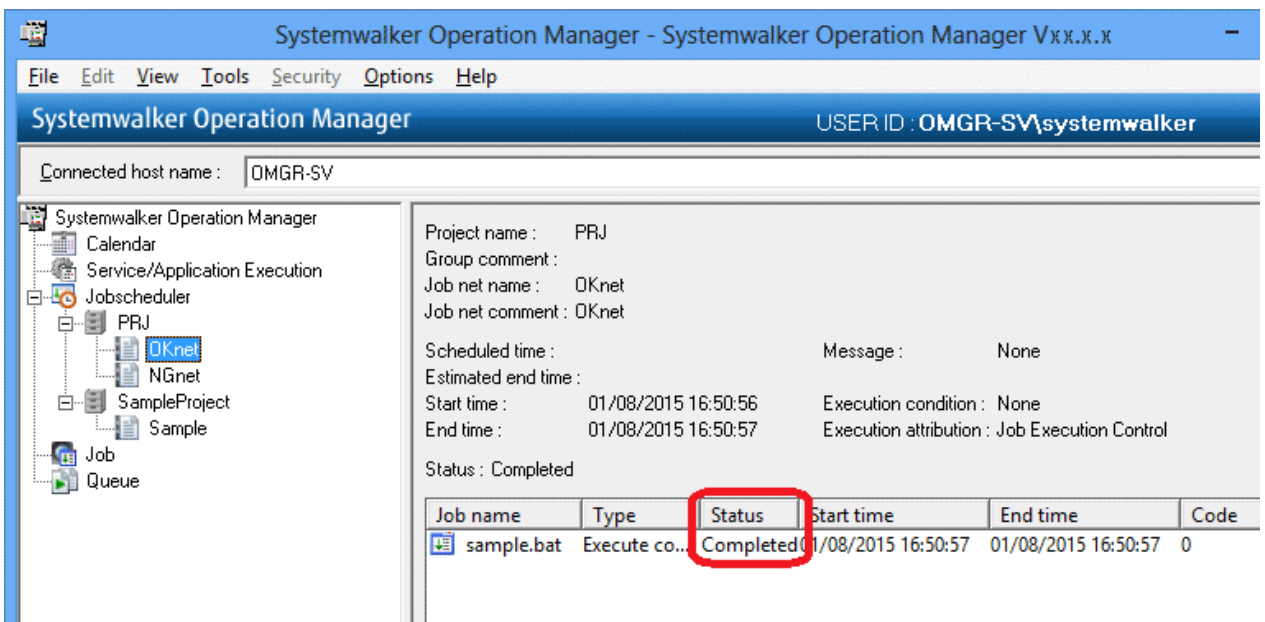 Systemwalker Operation Manager - Systemwalker Operation Manager Vxx.x.x
File Edit View Tools Security Options Help
Systemwalker Operation Manager USER ID : OMGR-SV\systemwalker
Connected host name : OMGR-SV
Systemwalker Operation Manager
Calendar
Service/Application Execution
Jobscheduler
PRJ
OKnet
NGnet
SampleProject
Sample
Job
Queue
Project name : PRJ
Group comment :
Job net name : OKnet
Job net comment : OKnet
Scheduled time : Message : None
Estimated end time :
Start time : 01/08/2015 16:50:56 Execution condition : None
End time : 01/08/2015 16:50:57 Execution attribution : Job Execution Control
Status : Completed
Job name Type Status Start time End time Code
sample.bat Execute co... Completed 01/08/2015 16:50:57 01/08/2015 16:50:57 0